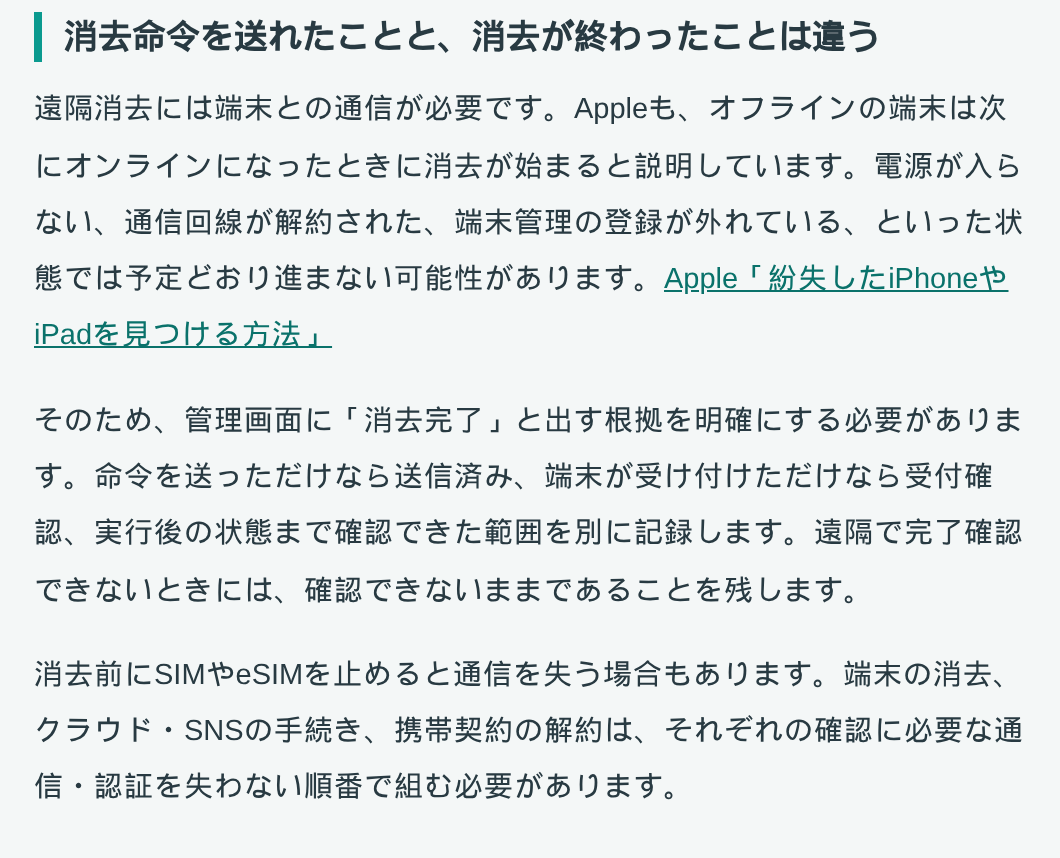 消去命令を送れたことと、消去が終わったことは違う
遠隔消去には端末との通信が必要です。Appleも、オフラインの端末は次
にオンラインになったときに消去が始まると説明しています。電源が入ら
ない、通信回線が解約された、端末管理の登録が外れている、といった状
態では予定どおり進まない可能性があります。Apple「紛失したiPhoneや
iPadを見つける方法」
そのため、管理画面に「消去完了」と出す根拠を明確にする必要がありま
す。命令を送っただけなら送信済み、端末が受け付けただけなら受付確
認、実行後の状態まで確認できた範囲を別に記録します。遠隔で完了確認
できないときには、確認できないままであることを残します。
消去前にSIMやeSIMを止めると通信を失う場合もあります。端末の消去、
クラウド・SNSの手続き、携帯契約の解約は、それぞれの確認に必要な通
信・認証を失わない順番で組む必要があります。